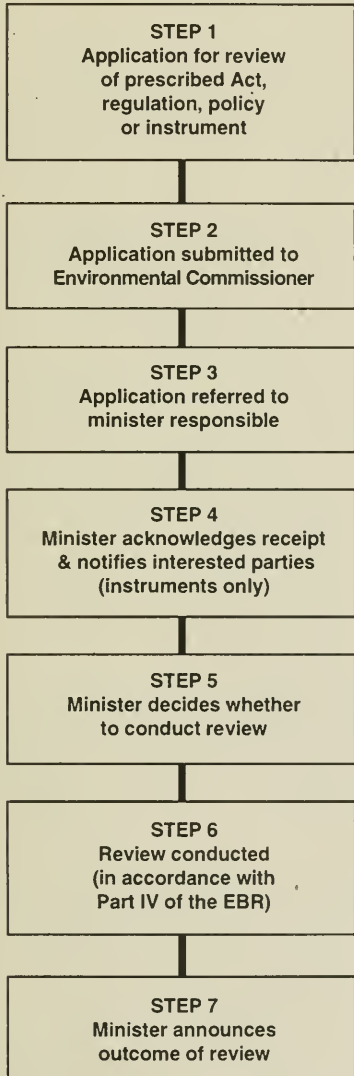 STEP 1
Application for review
of prescribed Act,
regulation, policy
or instrument
STEP 2
Application submitted to
Environmental Commissioner
STEP 3
Application referred to
minister responsible
STEP 4
Minister acknowledges receipt
& notifies interested parties
(instruments only)
STEP 5
Minister decides whether
to conduct review
STEP 6
Review conducted
(in accordance with
Part IV of the EBR)
STEP 7
Minister announces
outcome of review